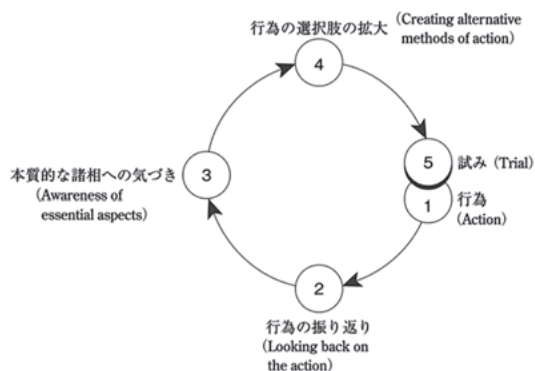 行為の選択肢の拡大 (Creating alternative
methods of action)
4
5 試み (Trial)
1 行為
(Action)
本質的な諸相への気づき 3
(Awareness of
essential aspects)
2
行為の振り返り
(Looking back on
the action)